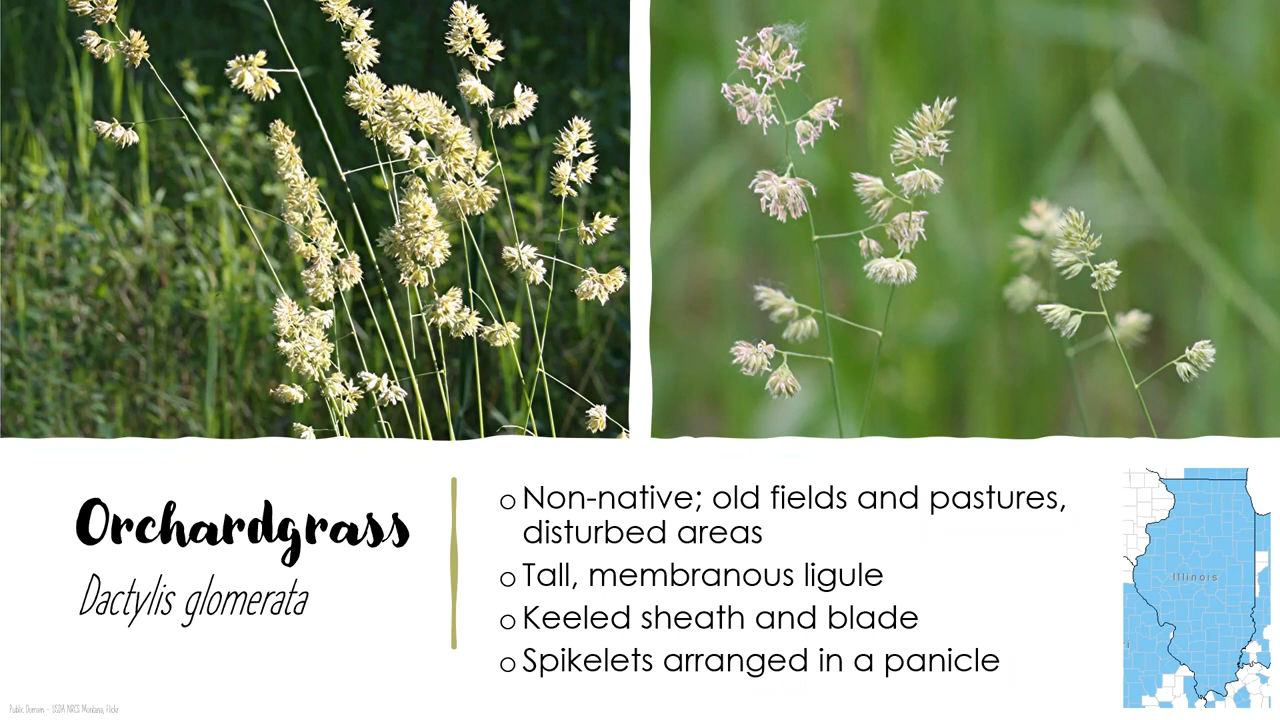 Orchardgrass
Dactylis glomerata
o Non-native; old fields and pastures,
disturbed areas
o Tall, membranous ligule
o Keeled sheath and blade
o Spikelets arranged in a panicle
Illinois
Public Domain - USDA NRCS Montana, Flickr